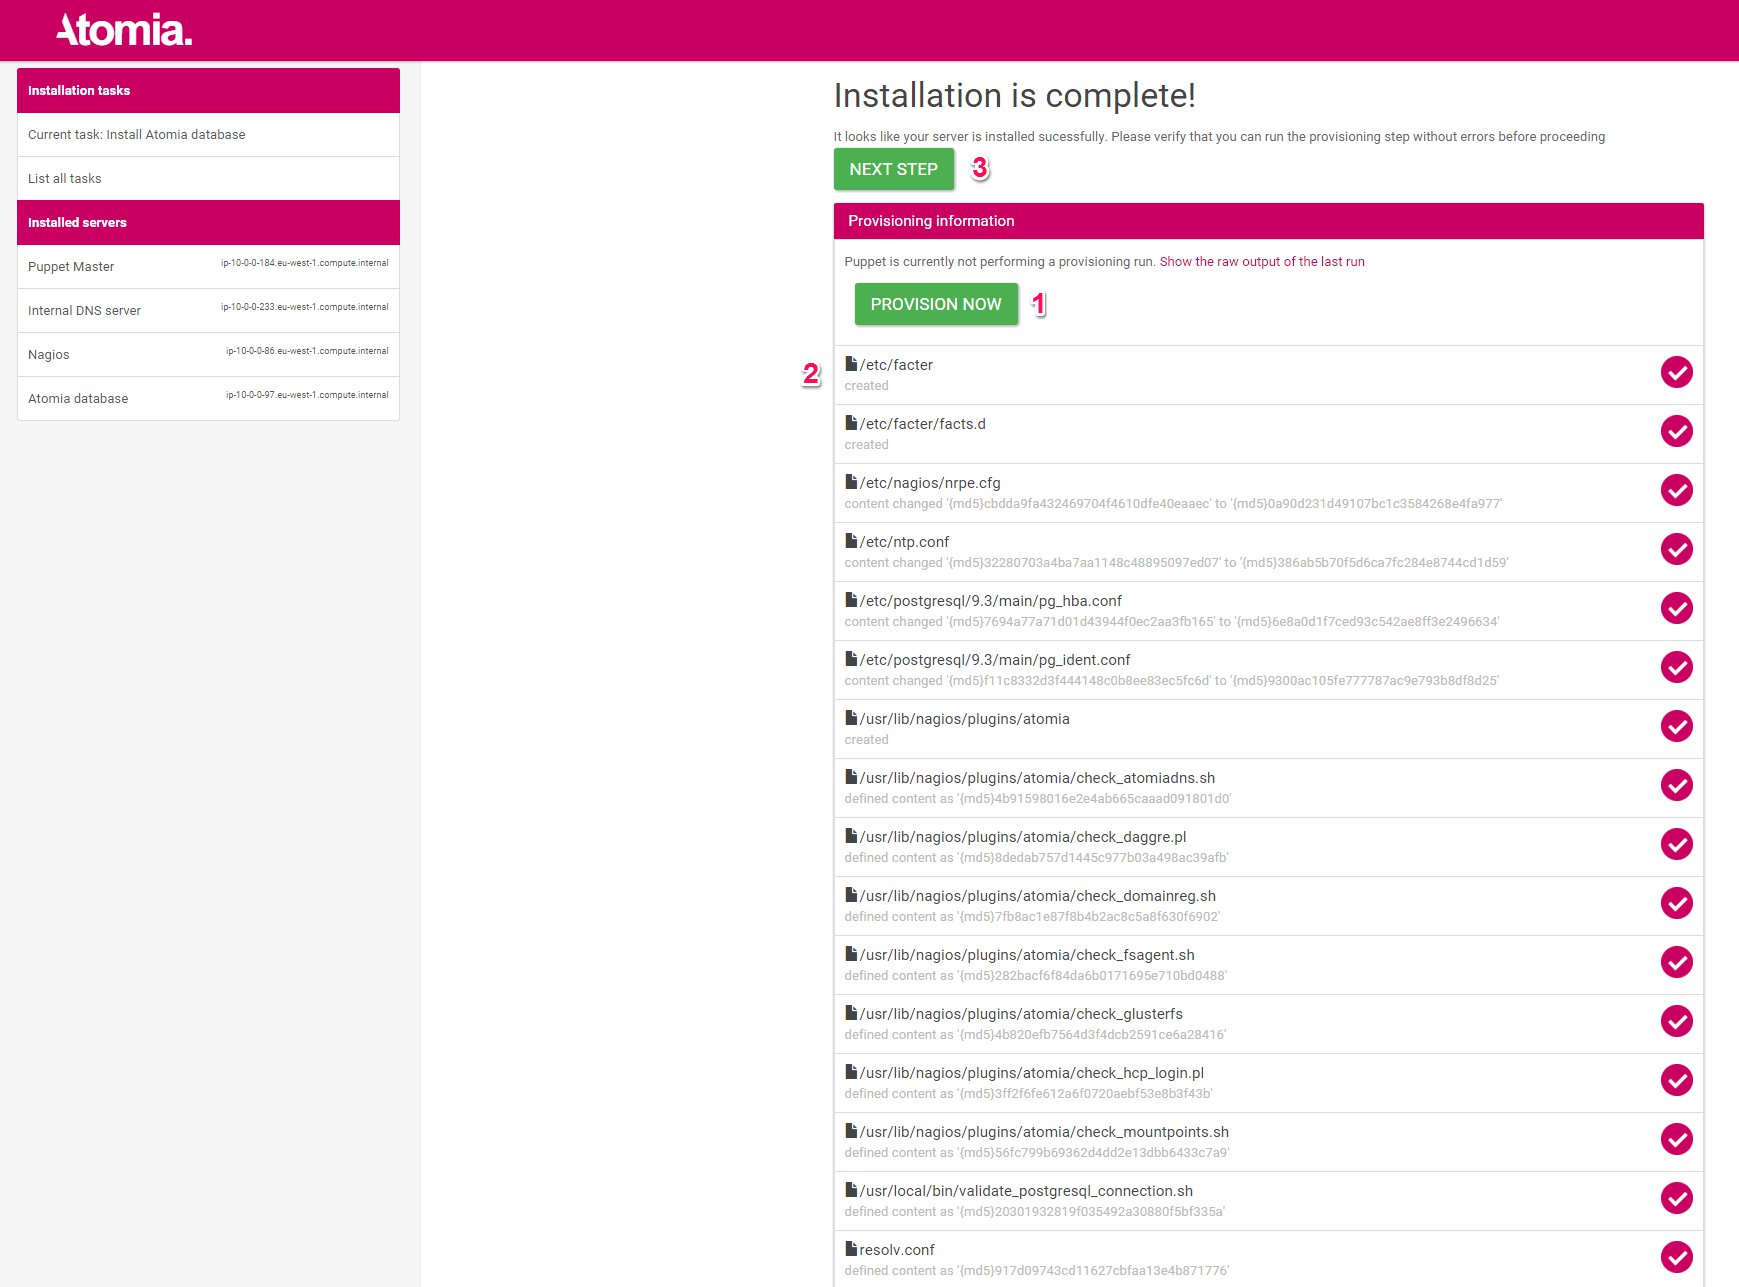 Atomia.
Installation tasks
Current task: Install Atomia database
List all tasks
Installed servers
Puppet Master ip-10-0-0-184.eu-west-1.compute.internal
Internal DNS server ip-10-0-0-233.eu-west-1.compute.internal
Nagios ip-10-0-0-86.eu-west-1.compute.internal
Atomia database ip-10-0-0-97.eu-west-1.compute.internal
Installation is complete!
It looks like your server is installed sucessfully. Please verify that you can run the provisioning step without errors before proceeding
NEXT STEP 3
Provisioning information
Puppet is currently not performing a provisioning run. Show the raw output of the last run
PROVISION NOW 1
2 /etc/facter
created
/etc/facter/facts.d
created
/etc/nagios/nrpe.cfg
content changed '{md5}cbdda9fa432469704f4610dfe40eaaec' to '{md5}0a90d231d49107bc1c3584268e4fa977'
/etc/ntp.conf
content changed '{md5}32280703a4ba7aa1148c48895097ed07' to '{md5}386ab5b70f5d6ca7fc284e8744cd1d59'
/etc/postgresql/9.3/main/pg_hba.conf
content changed '{md5}7694a77a71d01d43944f0ec2aa3fb165' to '{md5}6e8a0d1f7ced93c542ae8ff3e2496634'
/etc/postgresql/9.3/main/pg_ident.conf
content changed '{md5}f11c8332d3f444148c0b8ee83ec5fc6d' to '{md5}9300ac105fe777787ac9e793b8df8d25'
/usr/lib/nagios/plugins/atomia
created
/usr/lib/nagios/plugins/atomia/check_atomiadns.sh
defined content as '{md5}4b91598016e2e4ab665caaad091801d0'
/usr/lib/nagios/plugins/atomia/check_daggre.pl
defined content as '{md5}8dedab757d1445c977b03a498ac39afb'
/usr/lib/nagios/plugins/atomia/check_domainreg.sh
defined content as '{md5}7fb8ac1e87f8b4b2ac8c5a8f630f6902'
/usr/lib/nagios/plugins/atomia/check_fsagent.sh
defined content as '{md5}282bacf6f84da6b0171695e710bd0488'
/usr/lib/nagios/plugins/atomia/check_glusterfs
defined content as '{md5}4b820efb7564d3f4dcb2591ce6a28416'
/usr/lib/nagios/plugins/atomia/check_hcp_login.pl
defined content as '{md5}3ff2f6fe612a6f0720aebf53e8b3f43b'
/usr/lib/nagios/plugins/atomia/check_mountpoints.sh
defined content as '{md5}56fc799b69362d4dd2e13dbb6433c7a9'
/usr/local/bin/validate_postgresql_connection.sh
defined content as '{md5}20301932819f035492a30880f5bf335a'
resolv.conf
defined content as '{md5}917d09743cd11627cbfaa13e4b871776'